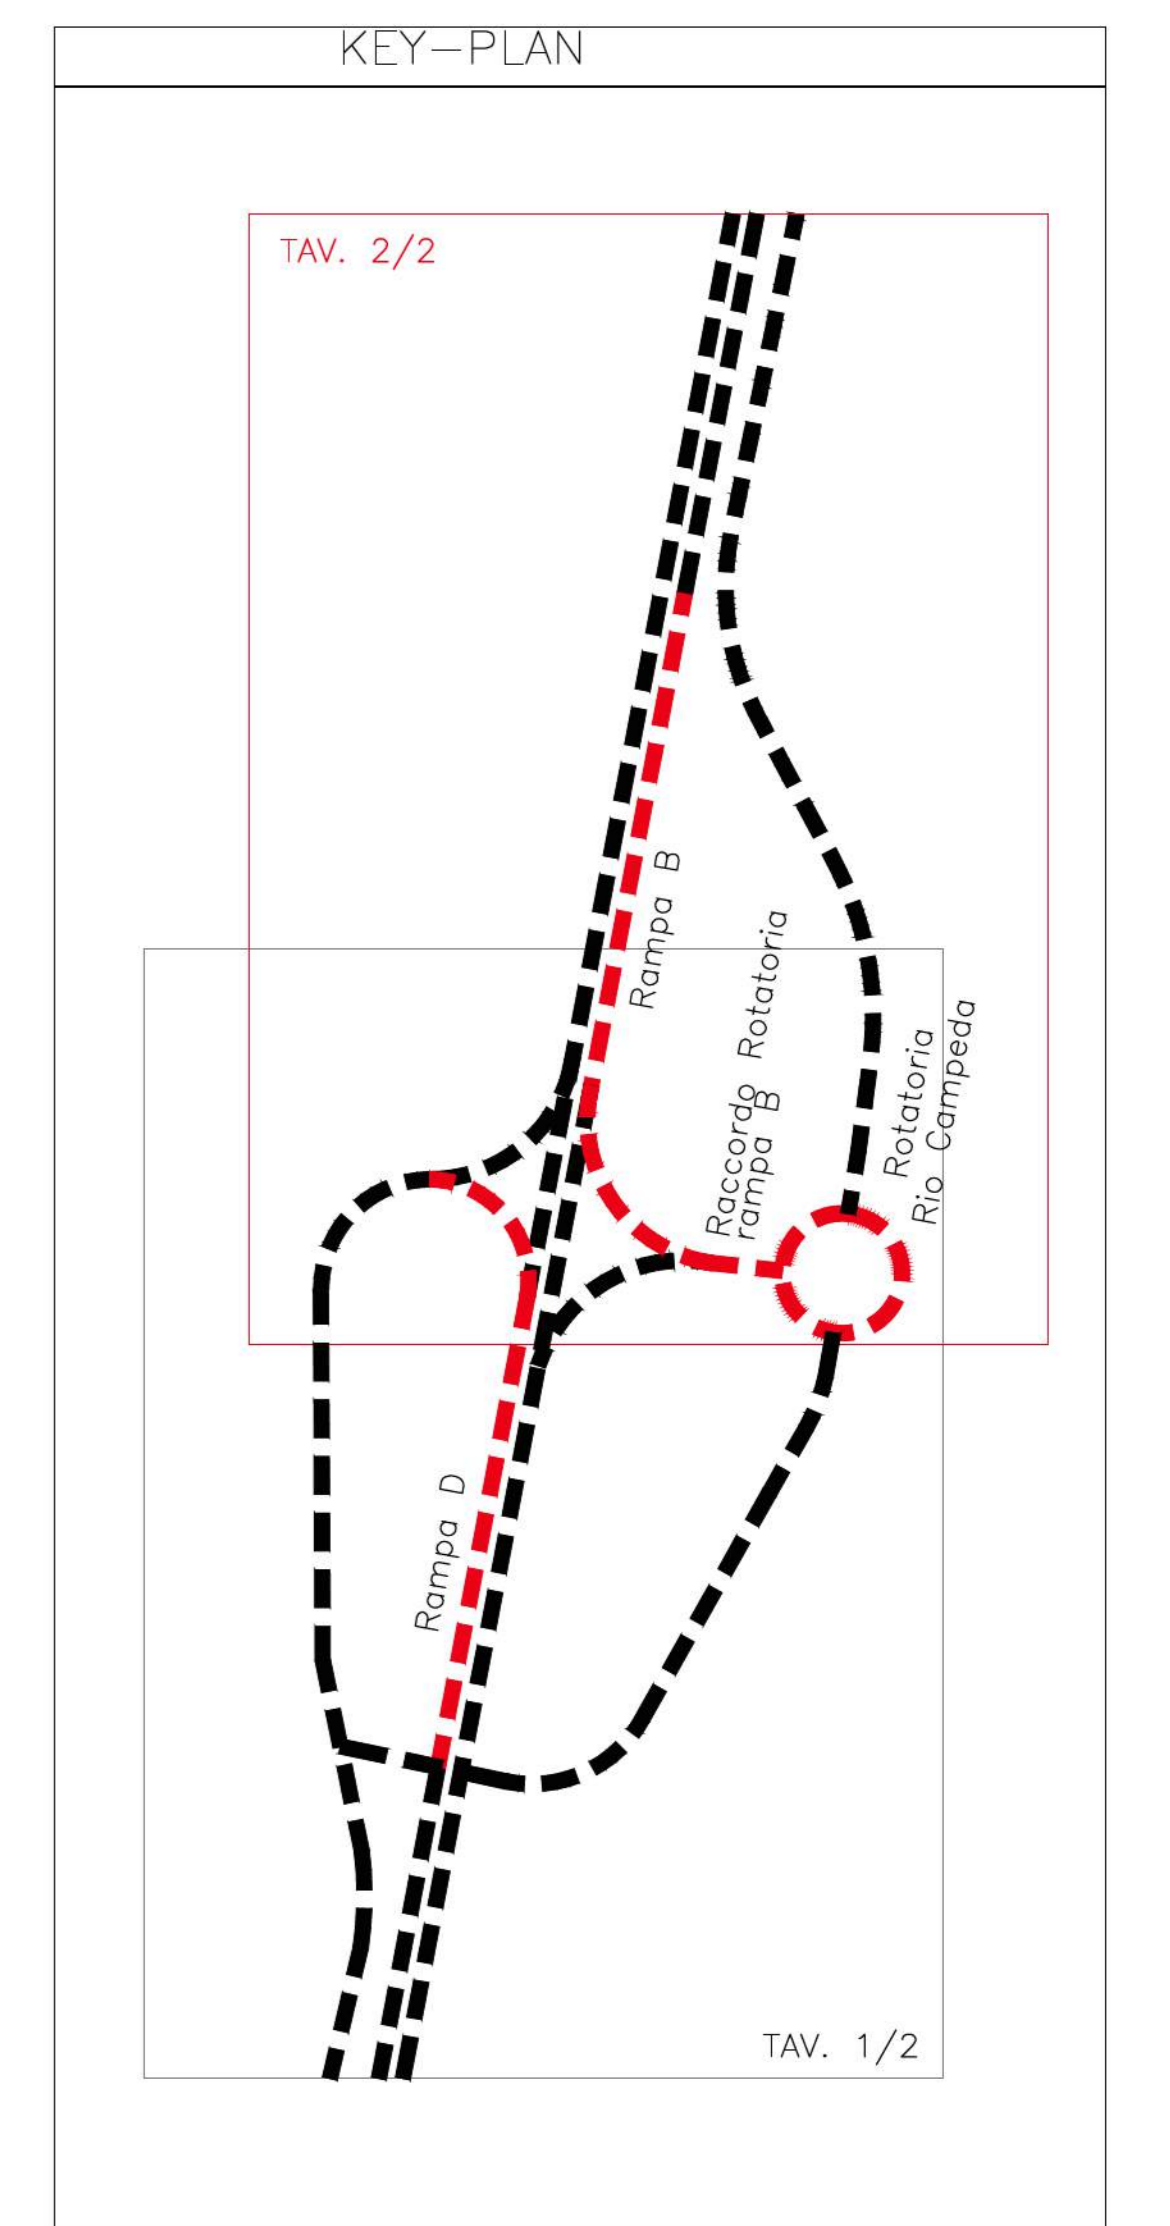 KEY-PLAN
TAV. 2/2
Rampa B
Raccordo Rotatoria
rampa B
Rotatoria
Rio Campeda
Rampa D
TAV. 1/2